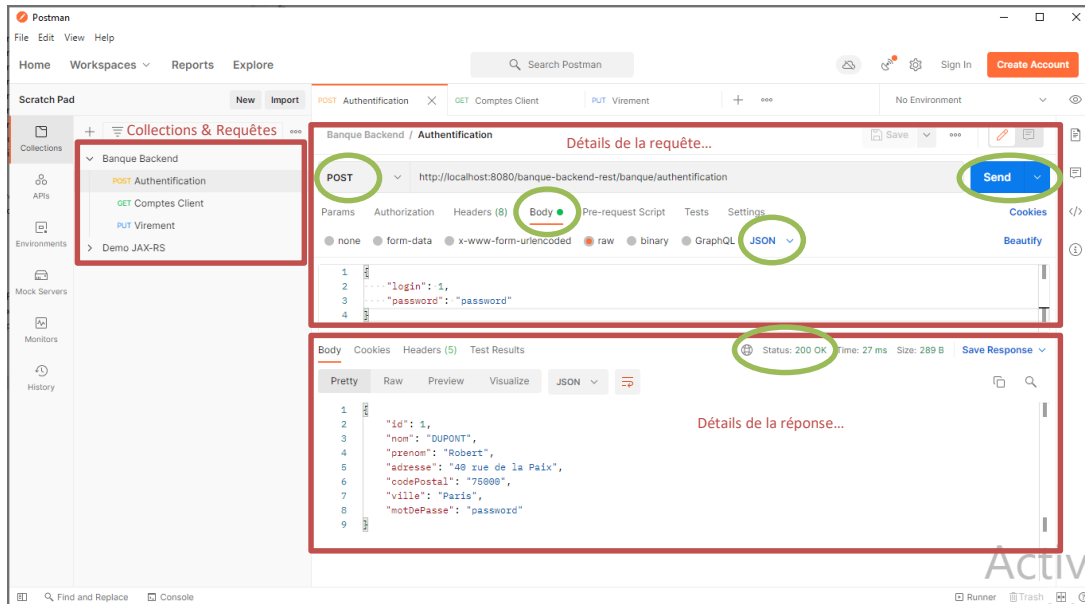 Postman
File Edit View Help
Home Workspaces Reports Explore Search Postman Sign In Create Account
Scratch Pad New Import POST Authentification GET Comptes Client PUT Virement No Environment
Collections & Requêtes
Collections
Banque Backend
POST Authentification
GET Comptes Client
PUT Virement
Demo JAX-RS
APIs
Environments
Mock Servers
Monitors
History
Banque Backend / Authentification Save
Détails de la requête...
POST http://localhost:8080/banque-backend-rest/banque/authentification Send
Params Authorization Headers (8) Body Pre-request Script Tests Settings Cookies
none form-data x-www-form-urlencoded raw binary GraphQL JSON Beautify
1 {
2 "login": 1,
3 "password": "password"
4 }
Body Cookies Headers (5) Test Results Status: 200 OK Time: 27 ms Size: 289 B Save Response
Pretty Raw Preview Visualize JSON
Détails de la réponse...
1 {
2 "id": 1,
3 "nom": "DUPONT",
4 "prenom": "Robert",
5 "adresse": "40 rue de la Paix",
6 "codePostal": "75000",
7 "ville": "Paris",
8 "motDePasse": "password"
9 }
Activ
Find and Replace Console Runner Trash